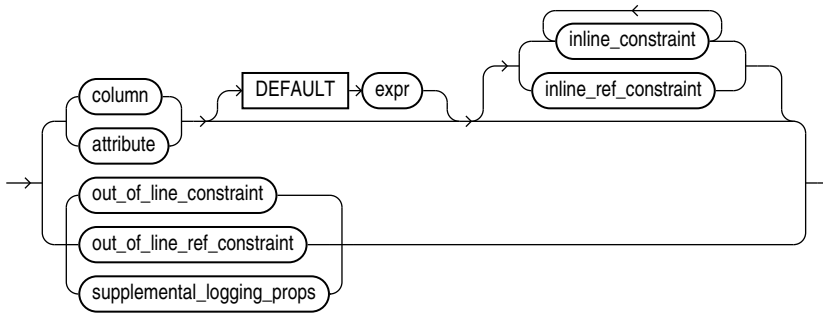 inline_constraint
column
DEFAULT
expr
inline_ref_constraint
attribute
out_of_line_constraint
out_of_line_ref_constraint
supplemental_logging_props